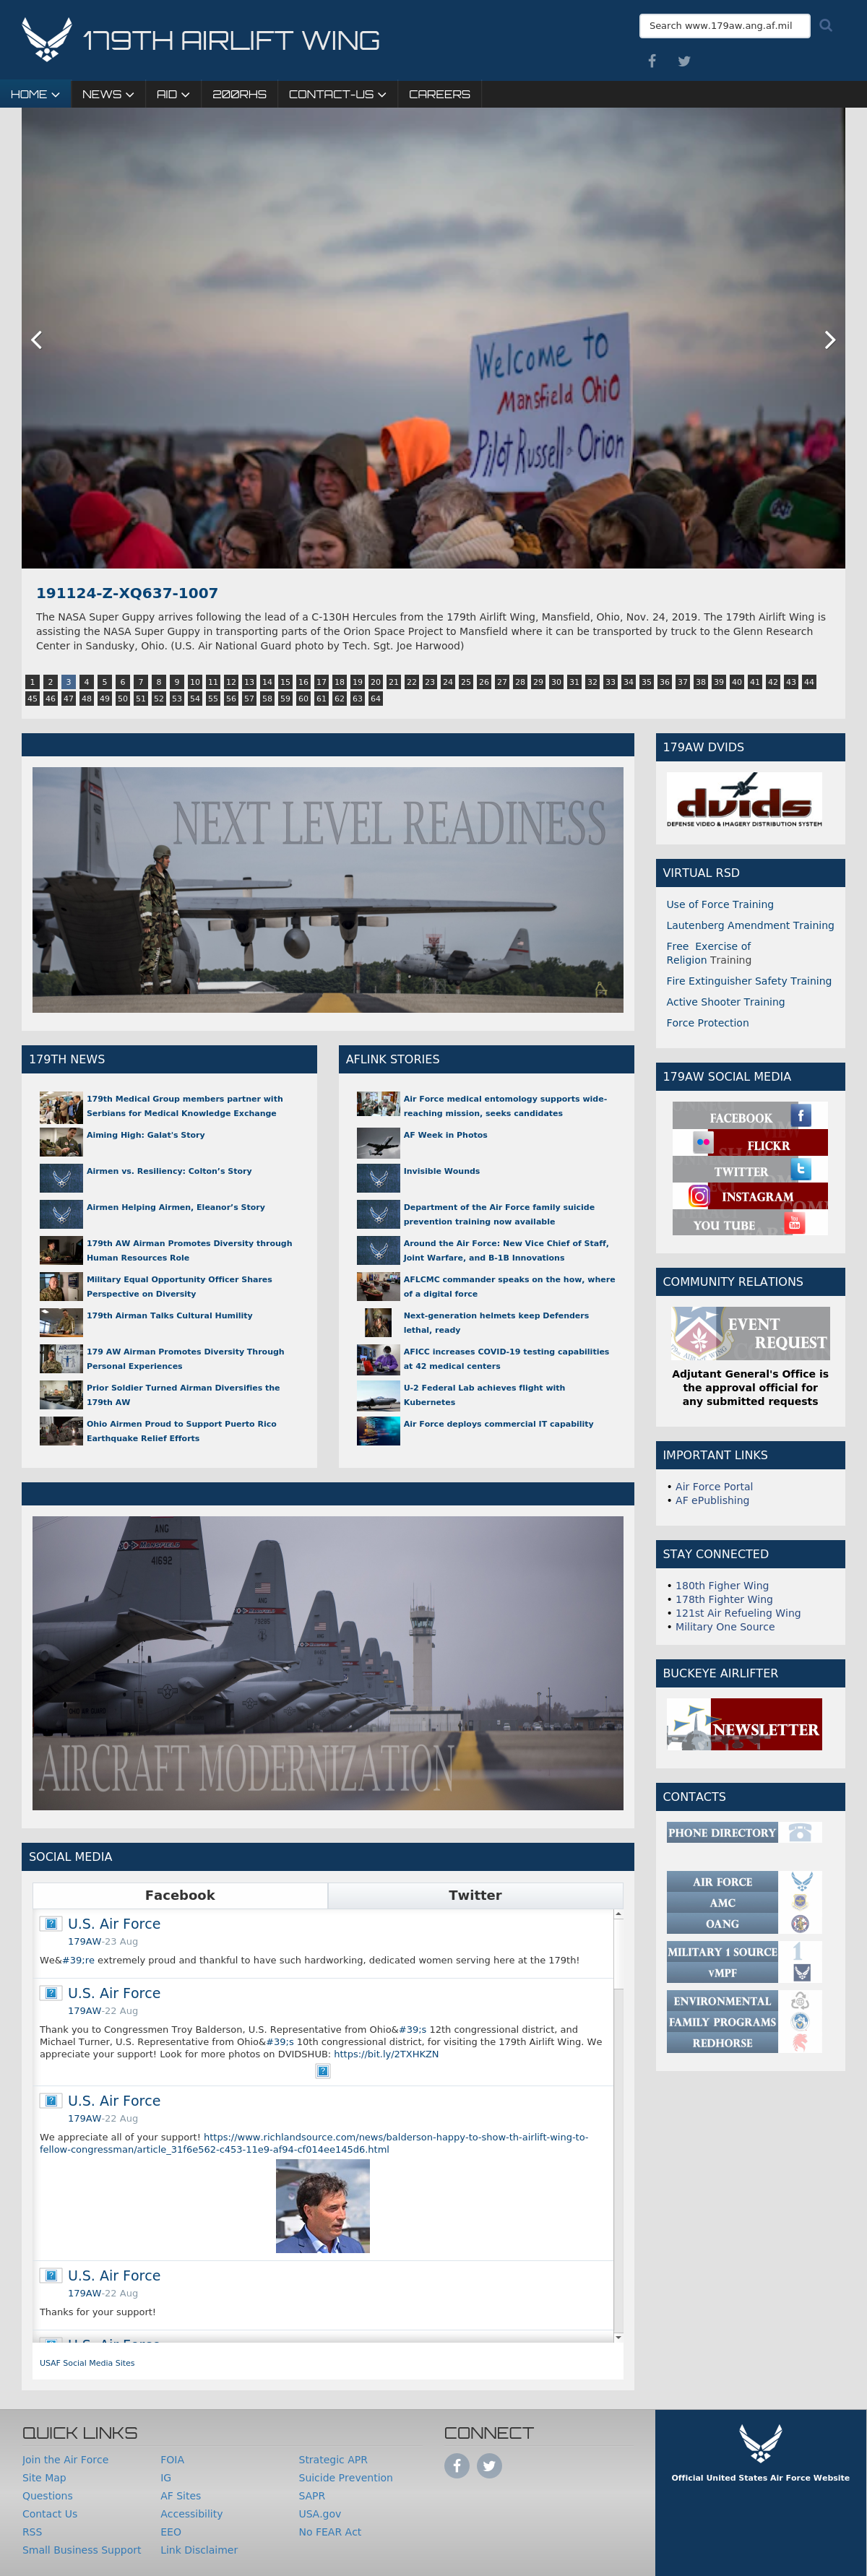 179TH AIRLIFT WING
Search www.179aw.ang.af.mil
HOME NEWS AID 200RHS CONTACT-US CAREERS
Welcome to
Mansfield Ohio
Pilot Russell - Orion
191124-Z-XQ637-1007
The NASA Super Guppy arrives following the lead of a C-130H Hercules from the 179th Airlift Wing, Mansfield, Ohio, Nov. 24, 2019. The 179th Airlift Wing is
assisting the NASA Super Guppy in transporting parts of the Orion Space Project to Mansfield where it can be transported by truck to the Glenn Research
Center in Sandusky, Ohio. (U.S. Air National Guard photo by Tech. Sgt. Joe Harwood)
1 2 3 4 5 6 7 8 9 10 11 12 13 14 15 16 17 18 19 20 21 22 23 24 25 26 27 28 29 30 31 32 33 34 35 36 37 38 39 40 41 42 43 44
45 46 47 48 49 50 51 52 53 54 55 56 57 58 59 60 61 62 63 64
NEXT LEVEL READINESS
179TH NEWS
179th Medical Group members partner with
Serbians for Medical Knowledge Exchange
Aiming High: Galat's Story
Airmen vs. Resiliency: Colton’s Story
Airmen Helping Airmen, Eleanor’s Story
179th AW Airman Promotes Diversity through
Human Resources Role
Military Equal Opportunity Officer Shares
Perspective on Diversity
179th Airman Talks Cultural Humility
179 AW Airman Promotes Diversity Through
Personal Experiences
Prior Soldier Turned Airman Diversifies the
179th AW
Ohio Airmen Proud to Support Puerto Rico
Earthquake Relief Efforts
AFLINK STORIES
Air Force medical entomology supports wide-
reaching mission, seeks candidates
AF Week in Photos
Invisible Wounds
Department of the Air Force family suicide
prevention training now available
Around the Air Force: New Vice Chief of Staff,
Joint Warfare, and B-1B Innovations
AFLCMC commander speaks on the how, where
of a digital force
Next-generation helmets keep Defenders
lethal, ready
AFICC increases COVID-19 testing capabilities
at 42 medical centers
U-2 Federal Lab achieves flight with
Kubernetes
Air Force deploys commercial IT capability
MANSFIELD
41692
AIRCRAFT MODERNIZATION
SOCIAL MEDIA
Facebook
Twitter
U.S. Air Force
179AW-23 Aug
We&#39;re extremely proud and thankful to have such hardworking, dedicated women serving here at the 179th!
U.S. Air Force
179AW-22 Aug
Thank you to Congressmen Troy Balderson, U.S. Representative from Ohio&#39;s 12th congressional district, and
Michael Turner, U.S. Representative from Ohio&#39;s 10th congressional district, for visiting the 179th Airlift Wing. We
appreciate your support! Look for more photos on DVIDSHUB: https://bit.ly/2TXHKZN
U.S. Air Force
179AW-22 Aug
We appreciate all of your support! https://www.richlandsource.com/news/balderson-happy-to-show-th-airlift-wing-to-
fellow-congressman/article_31f6e562-c453-11e9-af94-cf014ee145d6.html
U.S. Air Force
179AW-22 Aug
Thanks for your support!
U.S. Air Force
USAF Social Media Sites
179AW DVIDS
dvids
DEFENSE VIDEO & IMAGERY DISTRIBUTION SYSTEM
VIRTUAL RSD
Use of Force Training
Lautenberg Amendment Training
Free Exercise of
Religion Training
Fire Extinguisher Safety Training
Active Shooter Training
Force Protection
179AW SOCIAL MEDIA
FACEBOOK
FLICKR
TWITTER
INSTAGRAM
YOU TUBE
COMMUNITY RELATIONS
EVENT
REQUEST
Adjutant General's Office is
the approval official for
any submitted requests
IMPORTANT LINKS
• Air Force Portal
• AF ePublishing
STAY CONNECTED
• 180th Figher Wing
• 178th Fighter Wing
• 121st Air Refueling Wing
• Military One Source
BUCKEYE AIRLIFTER
NEWSLETTER
CONTACTS
PHONE DIRECTORY
AIR FORCE
AMC
OANG
MILITARY 1 SOURCE
vMPF
ENVIRONMENTAL
FAMILY PROGRAMS
REDHORSE
QUICK LINKS
Join the Air Force
Site Map
Questions
Contact Us
RSS
Small Business Support
FOIA
IG
AF Sites
Accessibility
EEO
Link Disclaimer
Strategic APR
Suicide Prevention
SAPR
USA.gov
No FEAR Act
CONNECT
Official United States Air Force Website